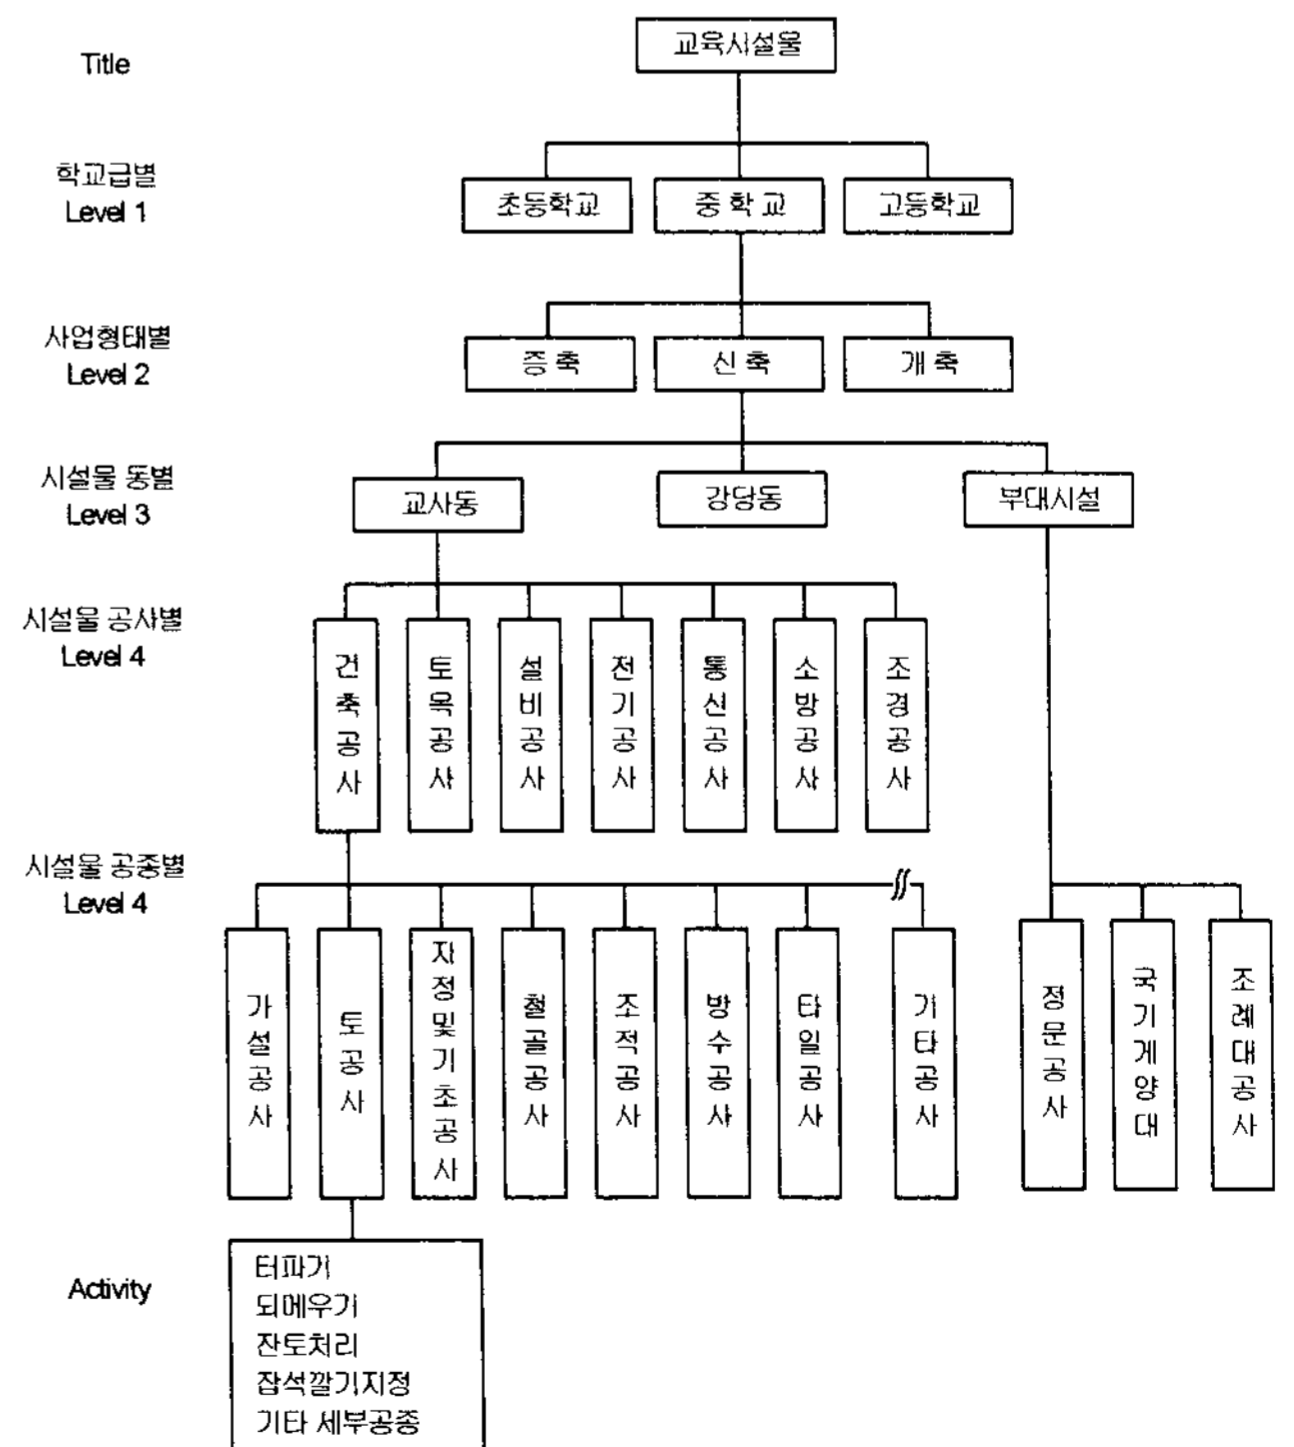 Title
교육시설물
학교급별
Level 1
초등학교
중 학 교
고등학교
사업형태별
Level 2
증 축
신 축
개 축
시설물 동별
Level 3
교사동
강당동
부대시설
시설물 공사별
Level 4
건축공사
토목공사
설비공사
전기공사
통신공사
소방공사
조경공사
시설물 공종별
Level 4
가설공사
토공사
지정및기초공사
철골공사
조적공사
방수공사
타일공사
기타공사
정문공사
국기게양대
조례대공사
Activity
터파기
되메우기
잔토처리
잡석깔기지정
기타 세부공종